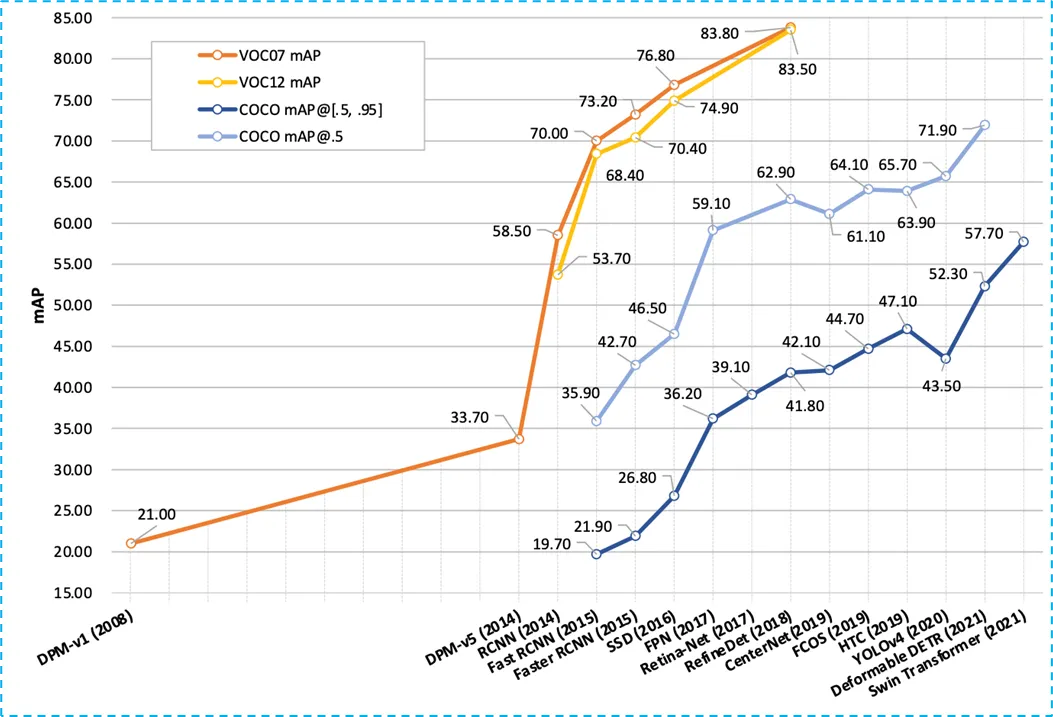 85.00
80.00
75.00
70.00
65.00
60.00
55.00
50.00
45.00
40.00
35.00
30.00
25.00
20.00
15.00
mAP
VOC07 mAP
VOC12 mAP
COCO mAP@[.5, .95]
COCO mAP@.5
21.00
33.70
58.50
70.00
73.20
76.80
83.80
53.70
68.40
70.40
74.90
83.50
35.90
42.70
46.50
59.10
62.90
61.10
64.10
63.90
65.70
71.90
19.70
21.90
26.80
36.20
39.10
41.80
42.10
44.70
47.10
43.50
52.30
57.70
DPM-v1 (2008)
DPM-v5 (2014)
RCNN (2014)
Fast RCNN (2015)
Faster RCNN (2015)
SSD (2016)
FPN (2017)
Retina-Net (2017)
RefineDet (2018)
CenterNet (2019)
FCOS (2019)
HTC (2019)
YOLOv4 (2020)
Deformable DETR (2021)
Swin Transformer (2021)